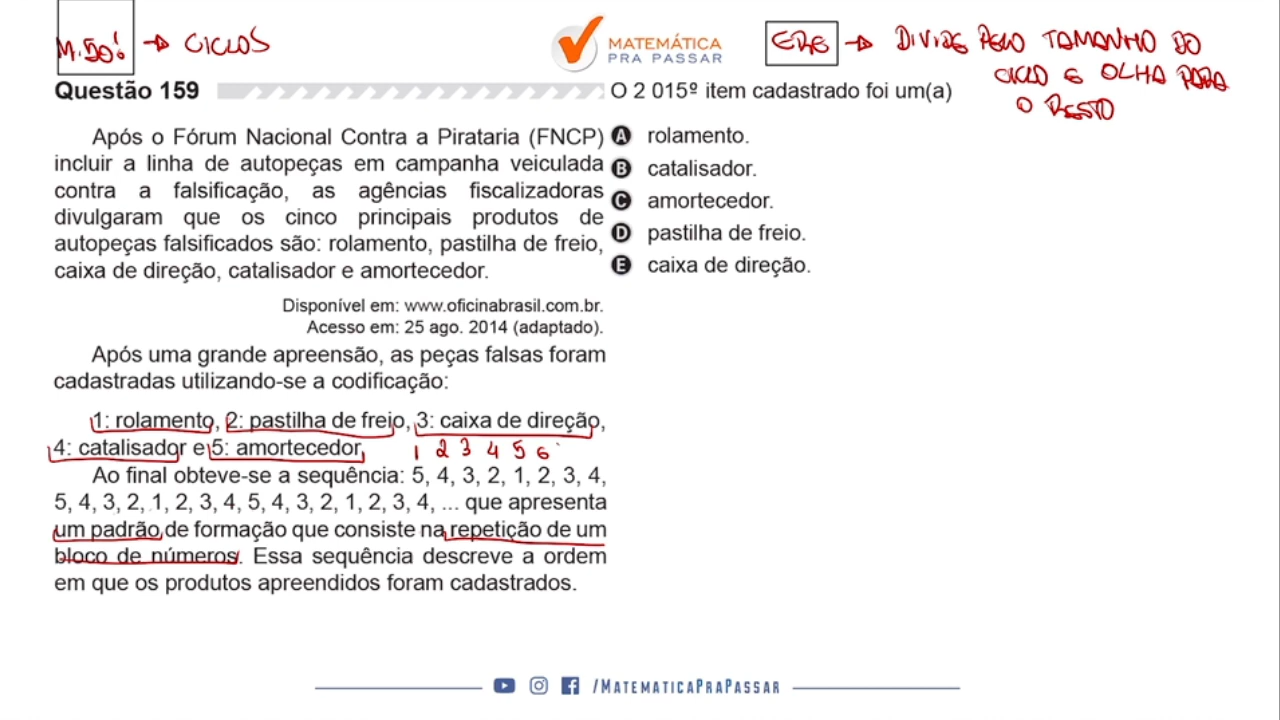 M.DO! → CICLOS
MATEMÁTICA
PRA PASSAR
→ DIVIDE PELO TAMANHO DO
CICLO E OLHA PARA
O RESTO
Questão 159
Após o Fórum Nacional Contra a Pirataria (FNCP)
incluir a linha de autopeças em campanha veiculada
contra a falsificação, as agências fiscalizadoras
divulgaram que os cinco principais produtos de
autopeças falsificados são: rolamento, pastilha de freio,
caixa de direção, catalisador e amortecedor.
Disponível em: www.oficinabrasil.com.br.
Acesso em: 25 ago. 2014 (adaptado).
Após uma grande apreensão, as peças falsas foram
cadastradas utilizando-se a codificação:
1: rolamento, 2: pastilha de freio, 3: caixa de direção,
4: catalisador e 5: amortecedor.
1 2 3 4 5 6
Ao final obteve-se a sequência: 5, 4, 3, 2, 1, 2, 3, 4,
5, 4, 3, 2, 1, 2, 3, 4, 5, 4, 3, 2, 1, 2, 3, 4, ... que apresenta
um padrão de formação que consiste na repetição de um
bloco de números. Essa sequência descreve a ordem
em que os produtos apreendidos foram cadastrados.
O 2 015º item cadastrado foi um(a)
A rolamento.
B catalisador.
C amortecedor.
D pastilha de freio.
E caixa de direção.
/MATEMATICAPRAPASSAR